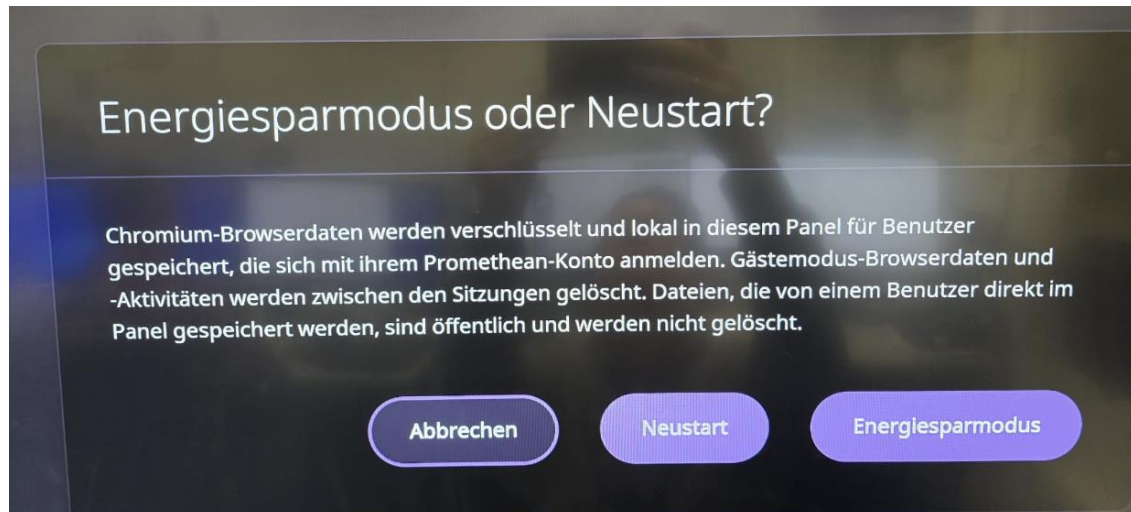 Energiesparmodus oder Neustart?
Chromium-Browserdaten werden verschlüsselt und lokal in diesem Panel für Benutzer
gespeichert, die sich mit ihrem Promethean-Konto anmelden. Gästemodus-Browserdaten und
-Aktivitäten werden zwischen den Sitzungen gelöscht. Dateien, die von einem Benutzer direkt im
Panel gespeichert werden, sind öffentlich und werden nicht gelöscht.
Abbrechen Neustart Energiesparmodus